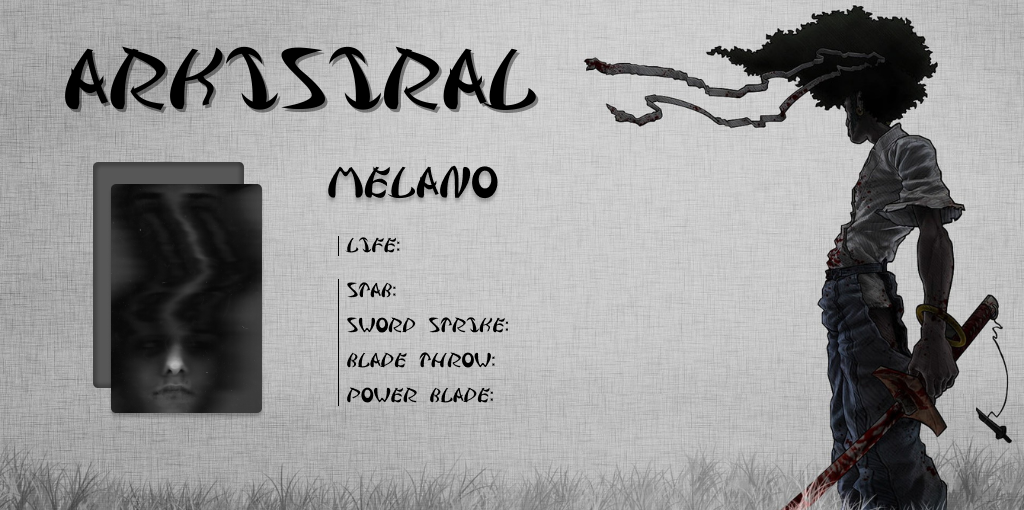 ARKISIRAL
MELANO
LIFE:
STAB:
SWORD STRIKE:
BLADE THROW:
POWER BLADE: